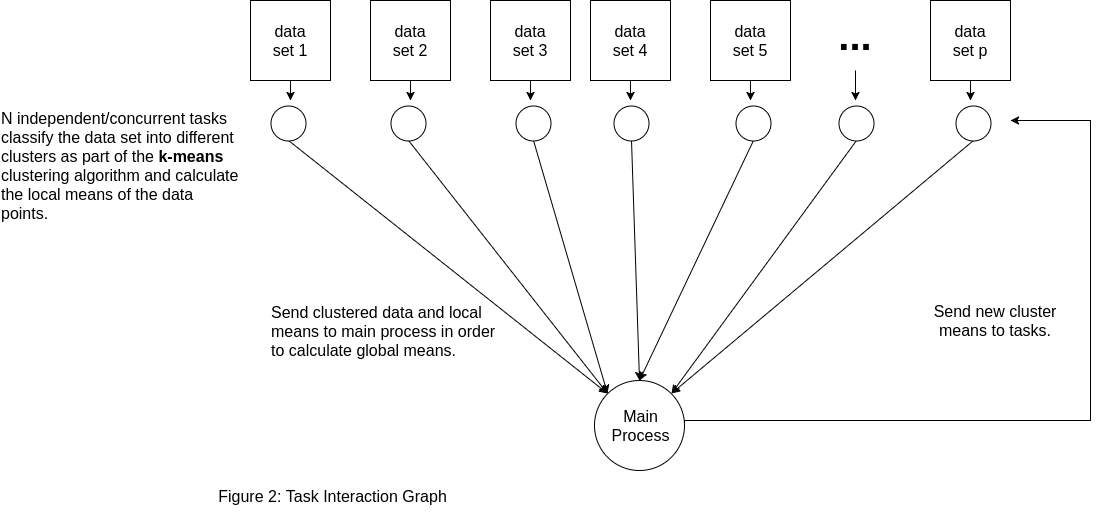 data
set 1
data
set 2
data
set 3
data
set 4
data
set 5
...
data
set p
N independent/concurrent tasks
classify the data set into different
clusters as part of the k-means
clustering algorithm and calculate
the local means of the data
points.
Send clustered data and local
means to main process in order
to calculate global means.
Send new cluster
means to tasks.
Main
Process
Figure 2: Task Interaction Graph